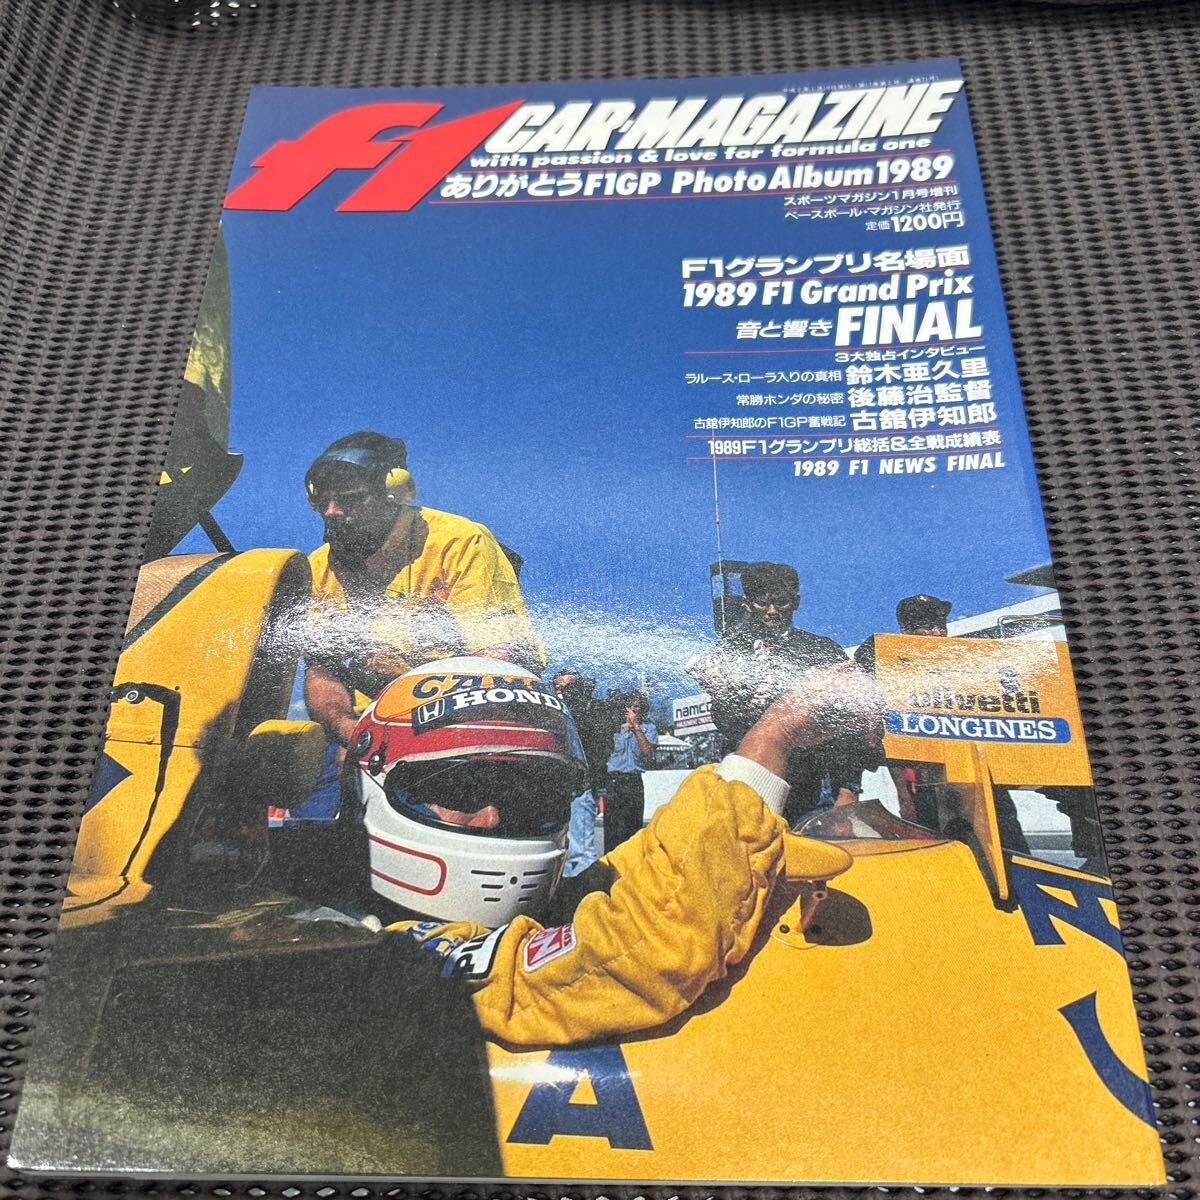 F1
CAR-MAGAZINE
with passion & love for formula one
ありがとうF1GP Photo Album 1989
スポーツマガジン1月号増刊
ベースボール・マガジン社発行
定価1200円
F1グランプリ名場面
1989 F1 Grand Prix
音と響きFINAL
3大独占インタビュー
ラルース・ローラ入りの真相 鈴木亜久里
常勝ホンダの秘密 後藤治監督
古舘伊知郎のF1GP奮戦記 古舘伊知郎
1989F1グランプリ総括&全戦成績表
1989 F1 NEWS FINAL
HONDA
namco
olivetti
LONGINES
A